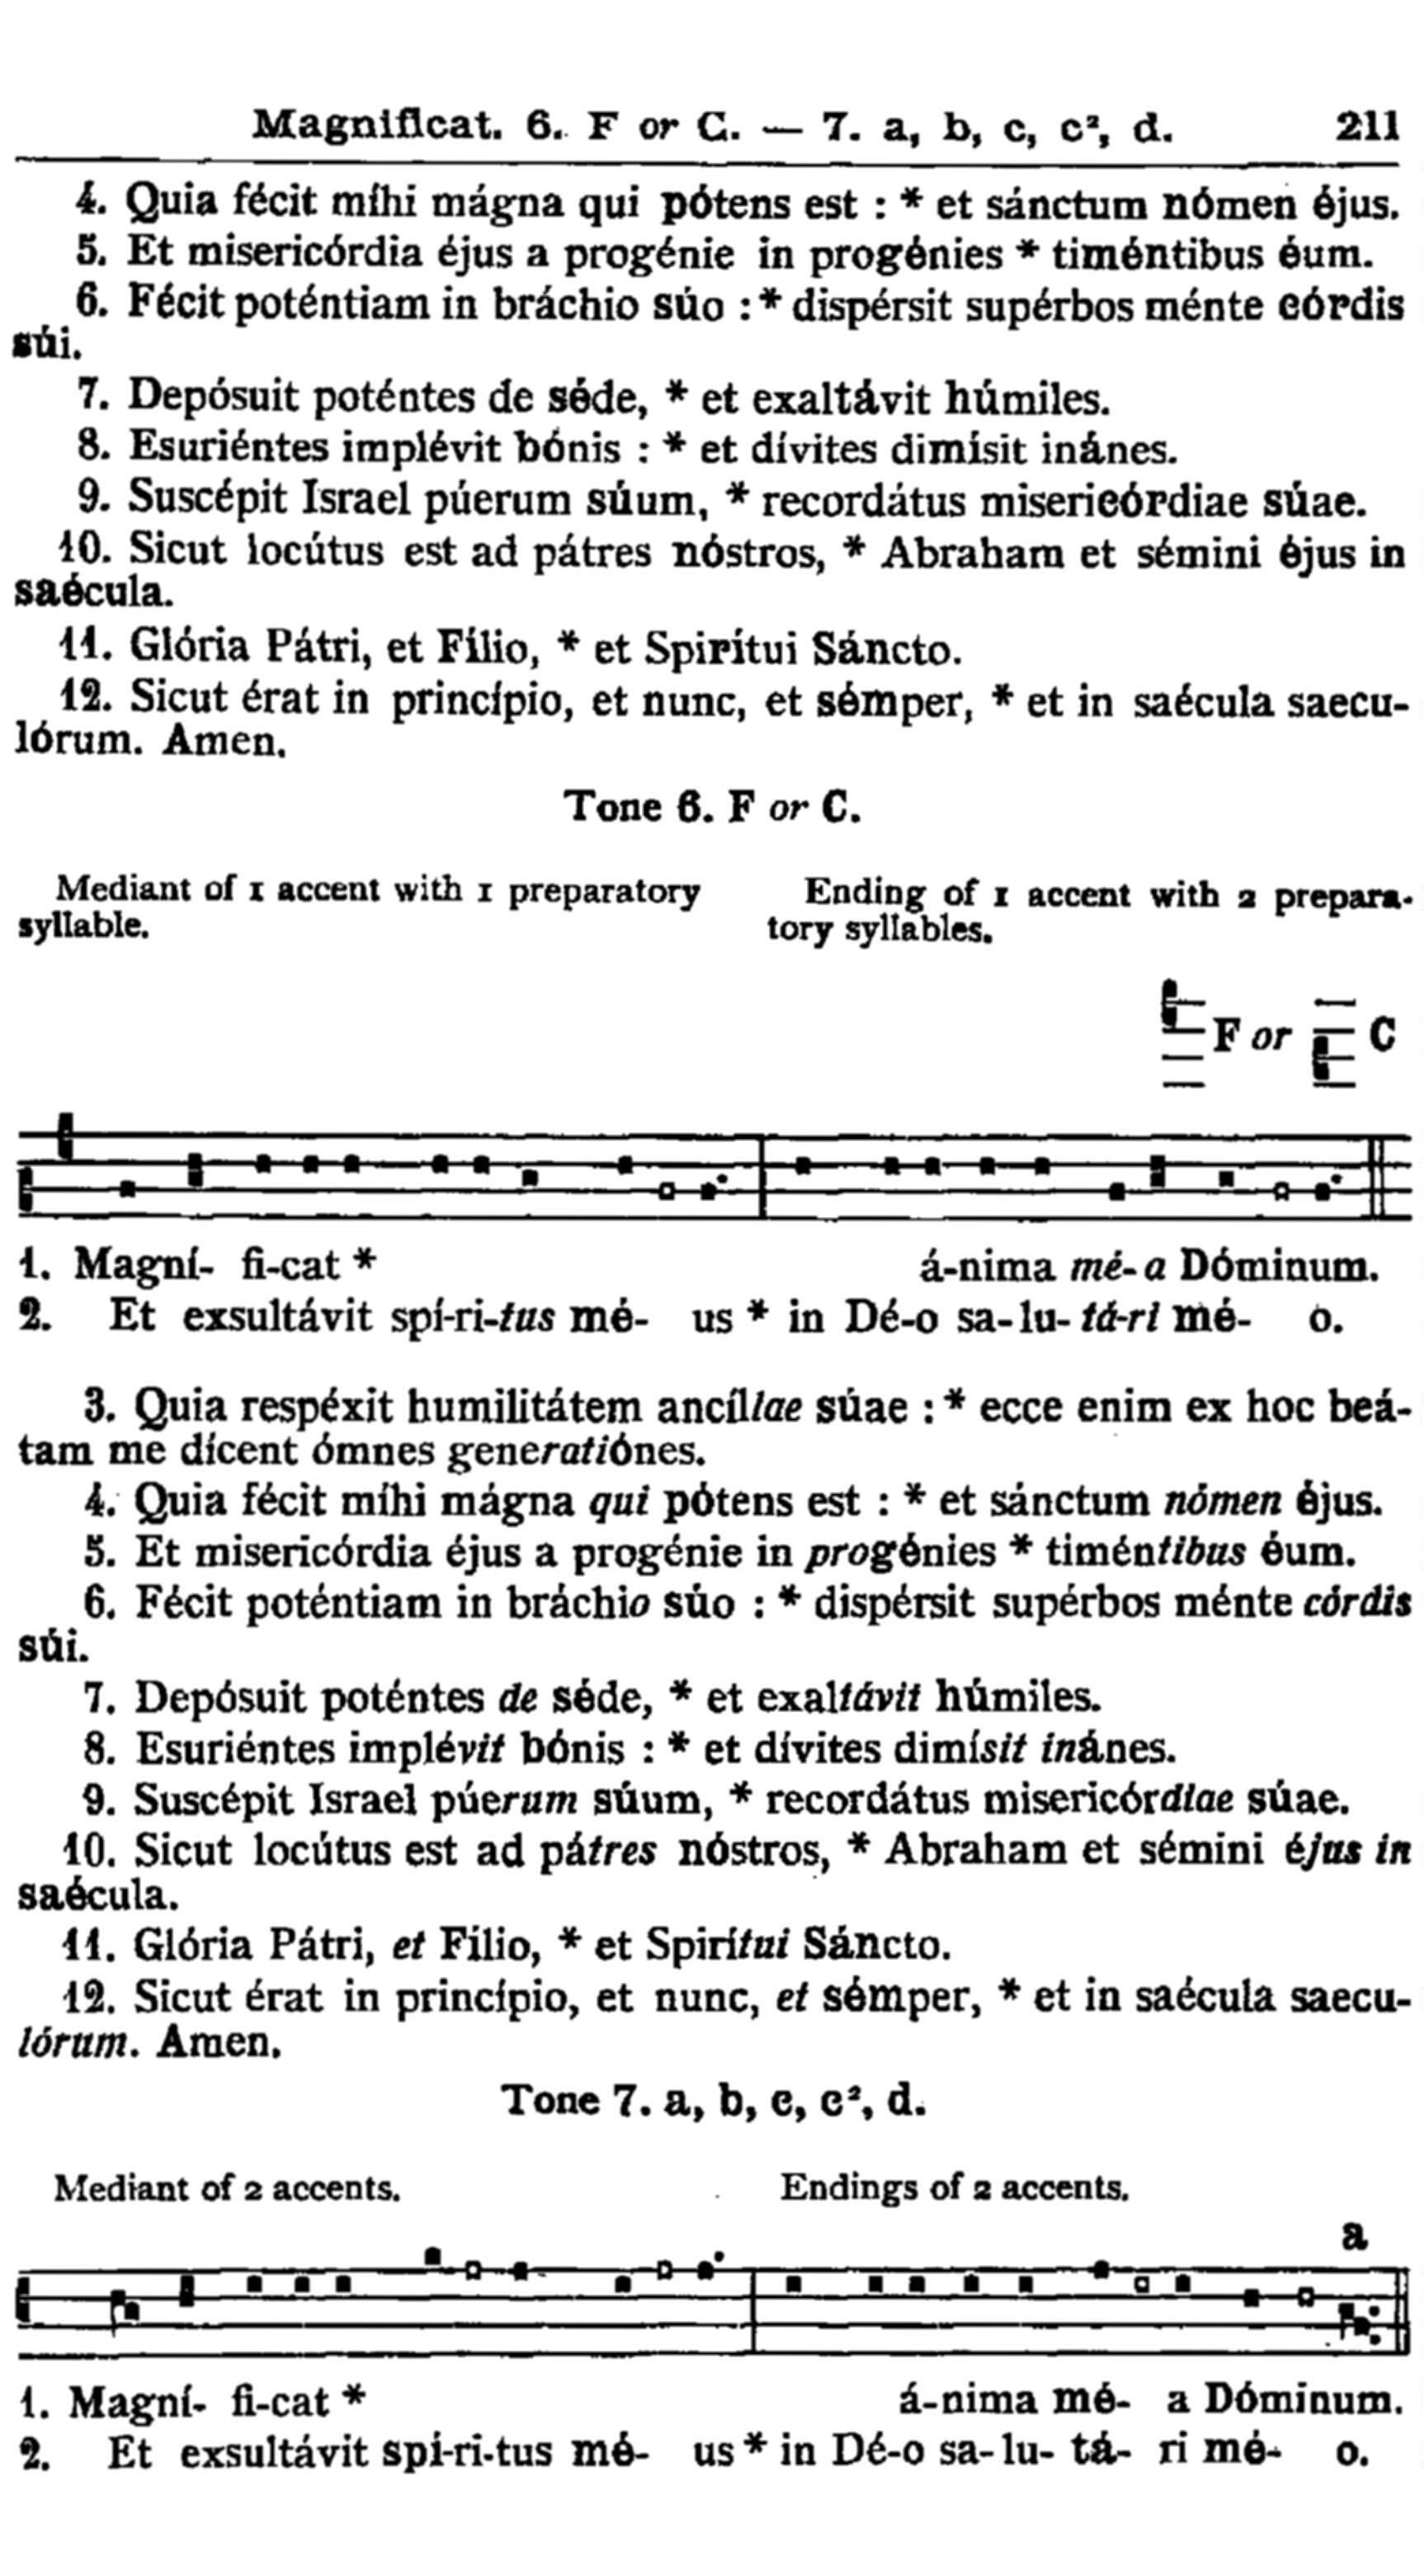 Magnificat. 6. F or C. — 7. a, b, c, c², d. 211
4. Quia fécit míhi mágna qui pótens est : * et sánctum nómen éjus.
5. Et misericórdia éjus a progénie in progénies * timéntibus éum.
6. Fécit poténtiam in bráchio súo : * dispérsit supérbos ménte córdis
súi.
7. Depósuit poténtes de séde, * et exaltávit húmiles.
8. Esuriéntes implévit bónis : * et dívites dimísit inánes.
9. Suscépit Israel púerum súum, * recordátus misericórdiae súae.
10. Sicut locútus est ad pátres nóstros, * Abraham et sémini éjus in
saécula.
11. Glória Pátri, et Fílio, * et Spirítui Sáncto.
12. Sicut érat in princípio, et nunc, et sémper, * et in saécula saecu-
lórum. Amen.
Tone 6. F or C.
Mediant of 1 accent with 1 preparatory
syllable.
Ending of 1 accent with 2 prepara-
tory syllables.
F or C
1. Magní- fi-cat * á-nima mé-a Dóminum.
2. Et exsultávit spí-ri-tus mé- us * in Dé-o sa-lu-tá-ri mé- o.
3. Quia respéxit humilitátem ancíllae súae : * ecce enim ex hoc beá-
tam me dícent ómnes generatiónes.
4. Quia fécit míhi mágna qui pótens est : * et sánctum nómen éjus.
5. Et misericórdia éjus a progénie in progénies * timéntibus éum.
6. Fécit poténtiam in bráchio súo : * dispérsit supérbos ménte córdis
súi.
7. Depósuit poténtes de séde, * et exaltávit húmiles.
8. Esuriéntes implévit bónis : * et dívites dimísit inánes.
9. Suscépit Israel púerum súum, * recordátus misericórdiae súae.
10. Sicut locútus est ad pátres nóstros, * Abraham et sémini éjus in
saécula.
11. Glória Pátri, et Fílio, * et Spirítui Sáncto.
12. Sicut érat in princípio, et nunc, et sémper, * et in saécula saecu-
lórum. Amen.
Tone 7. a, b, c, c², d.
Mediant of 2 accents.
Endings of 2 accents.
a
1. Magní- fi-cat * á-nima mé- a Dóminum.
2. Et exsultávit spí-ri-tus mé- us * in Dé-o sa-lu- tá- ri mé- o.